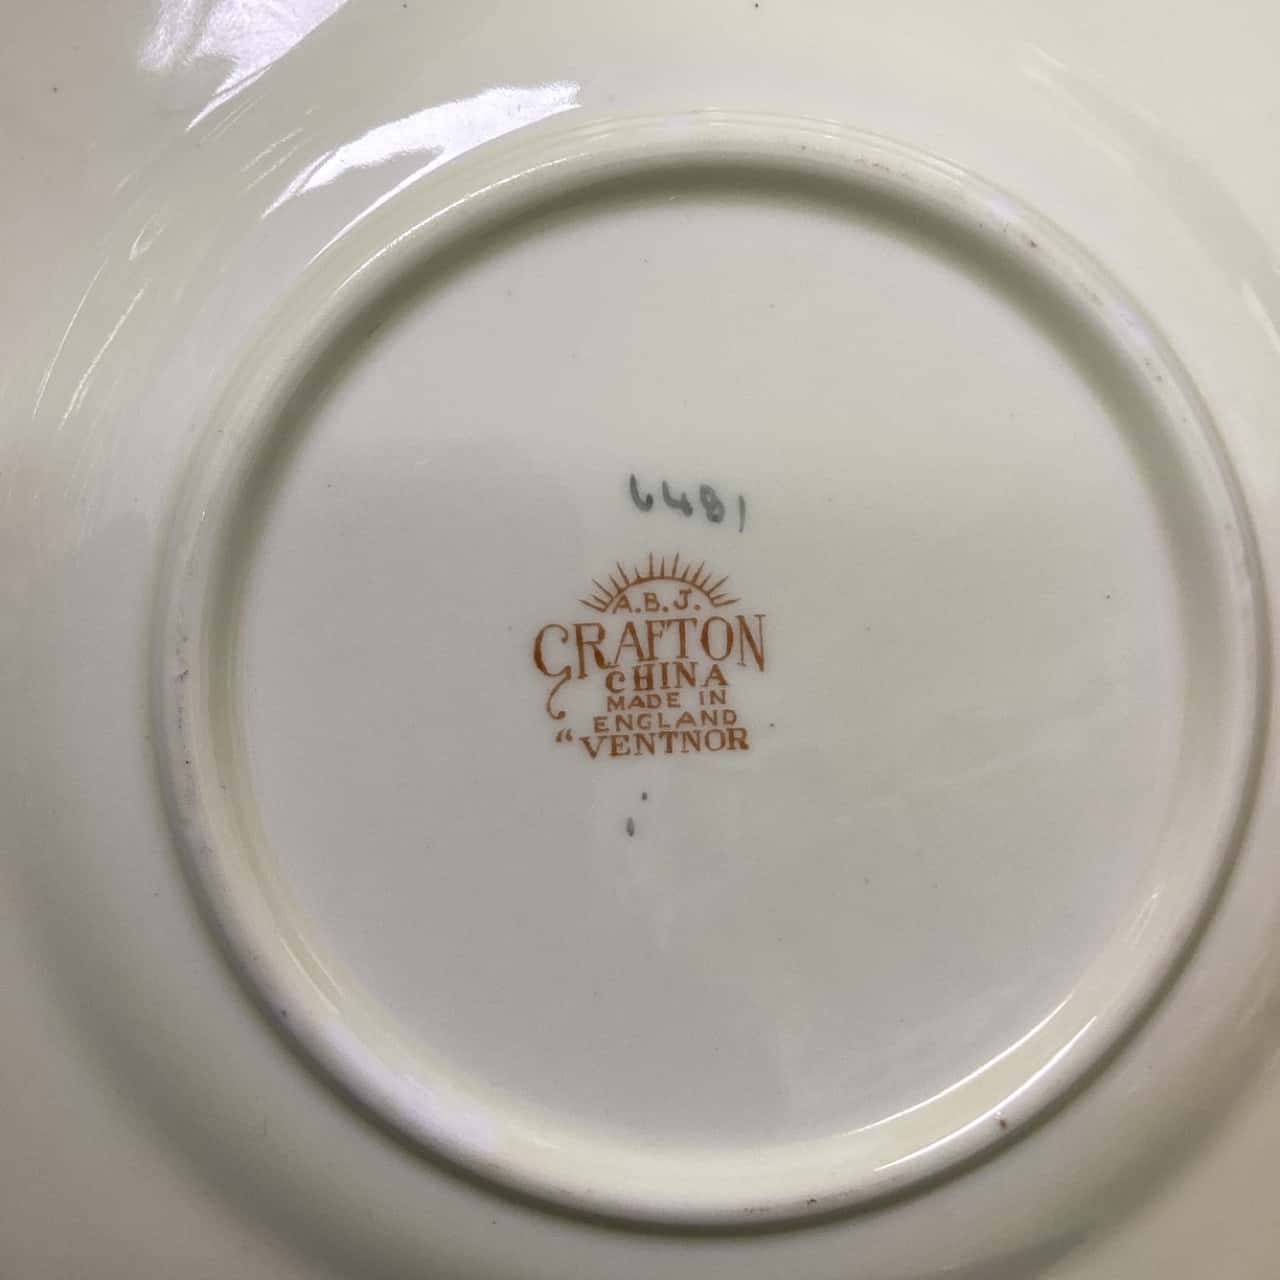 6481
A.B.J.
CRAFTON
CHINA
MADE IN
ENGLAND
"VENTNOR